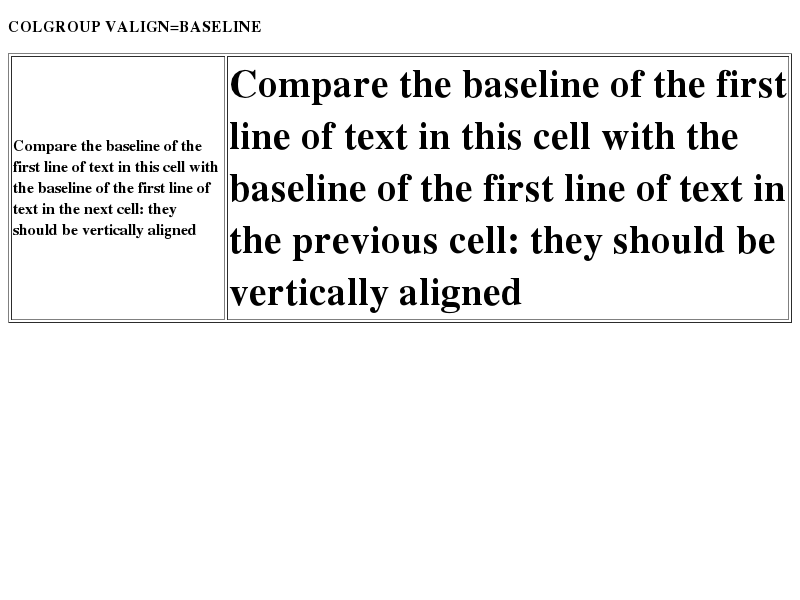 COLGROUP VALIGN=BASELINE
Compare the baseline of the
first line of text in this cell with
the baseline of the first line of
text in the next cell: they
should be vertically aligned
Compare the baseline of the first
line of text in this cell with the
baseline of the first line of text in
the previous cell: they should be
vertically aligned